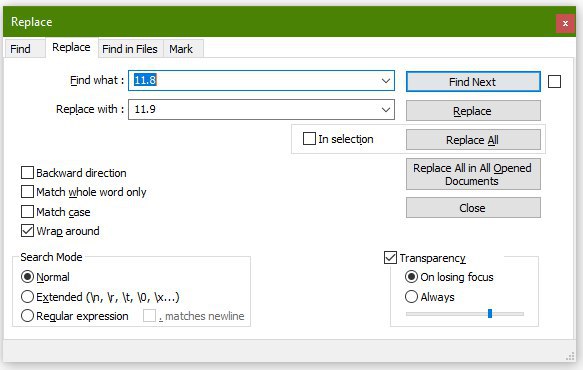 Replace
x
Find Replace Find in Files Mark
Find what : 11.8 Find Next
Replace with : 11.9 Replace
In selection Replace All
Replace All in All Opened
Documents
Close
Backward direction
Match whole word only
Match case
Wrap around
Search Mode
Normal
Extended (\n, \r, \t, \0, \x...)
Regular expression . matches newline
Transparency
On losing focus
Always